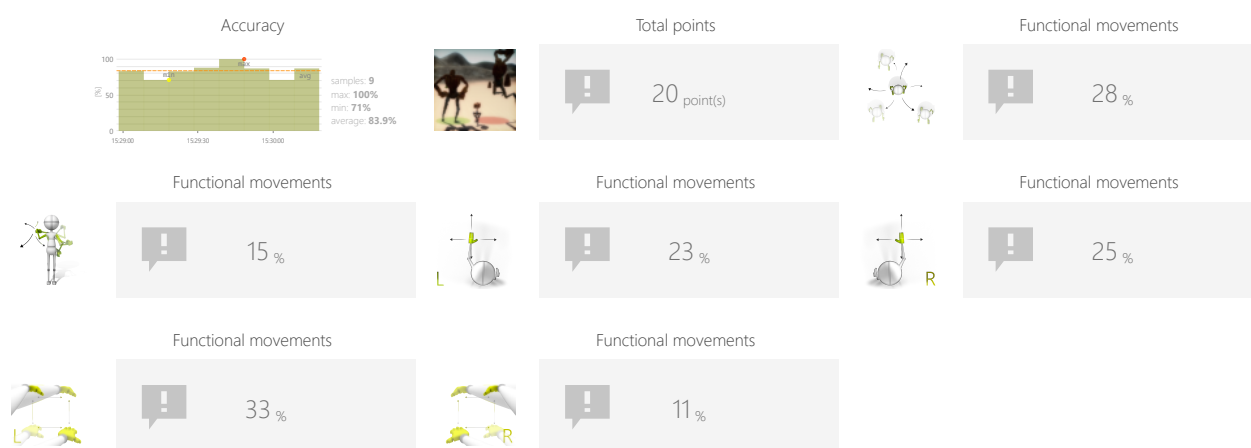 Accuracy
100
50
0
[%]
min
max
avg
15:29:00
15:29:30
15:30:00
samples: 9
max: 100%
min: 71%
average: 83.9%
Total points
20 point(s)
Functional movements
28 %
Functional movements
15 %
Functional movements
L
23 %
Functional movements
R
25 %
Functional movements
L
33 %
Functional movements
R
11 %